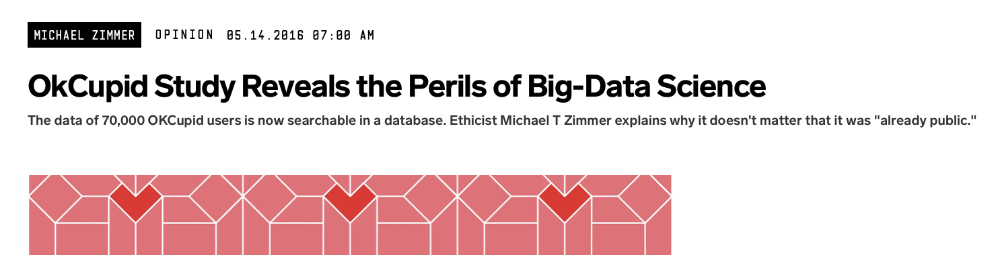 MICHAEL ZIMMER OPINION 05.14.2016 07:00 AM
OkCupid Study Reveals the Perils of Big-Data Science
The data of 70,000 OKCupid users is now searchable in a database. Ethicist Michael T Zimmer explains why it doesn't matter that it was "already public."